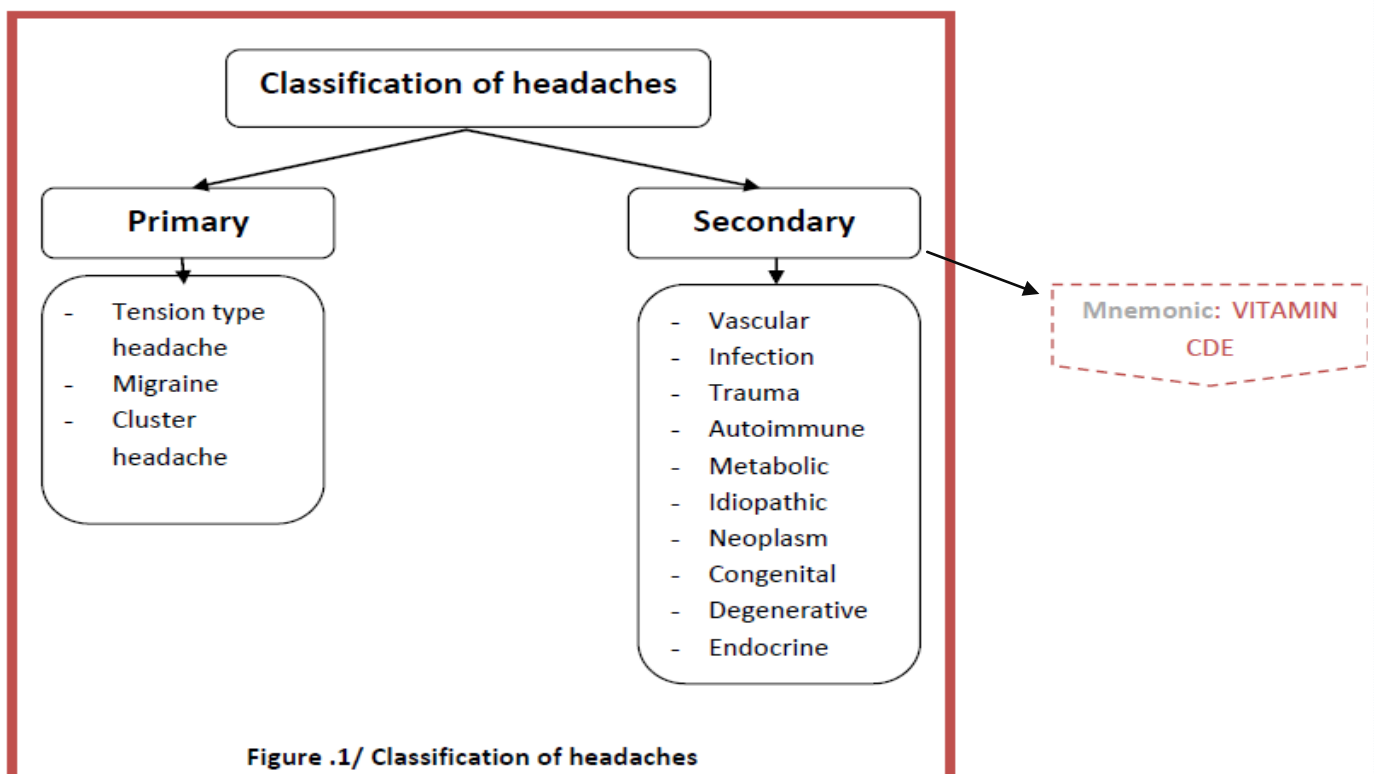 Classification of headaches
Primary
Secondary
- Tension type
headache
- Migraine
- Cluster
headache
- Vascular
- Infection
- Trauma
- Autoimmune
- Metabolic
- Idiopathic
- Neoplasm
- Congenital
- Degenerative
- Endocrine
Mnemonic: VITAMIN
CDE
Figure .1/ Classification of headaches